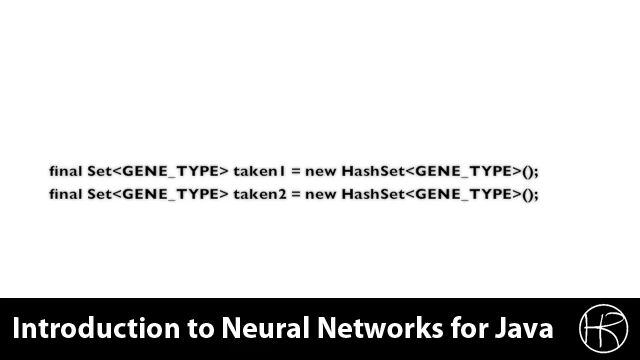 final Set<GENE_TYPE> taken1 = new HashSet<GENE_TYPE>();
final Set<GENE_TYPE> taken2 = new HashSet<GENE_TYPE>();
Introduction to Neural Networks for Java
HR